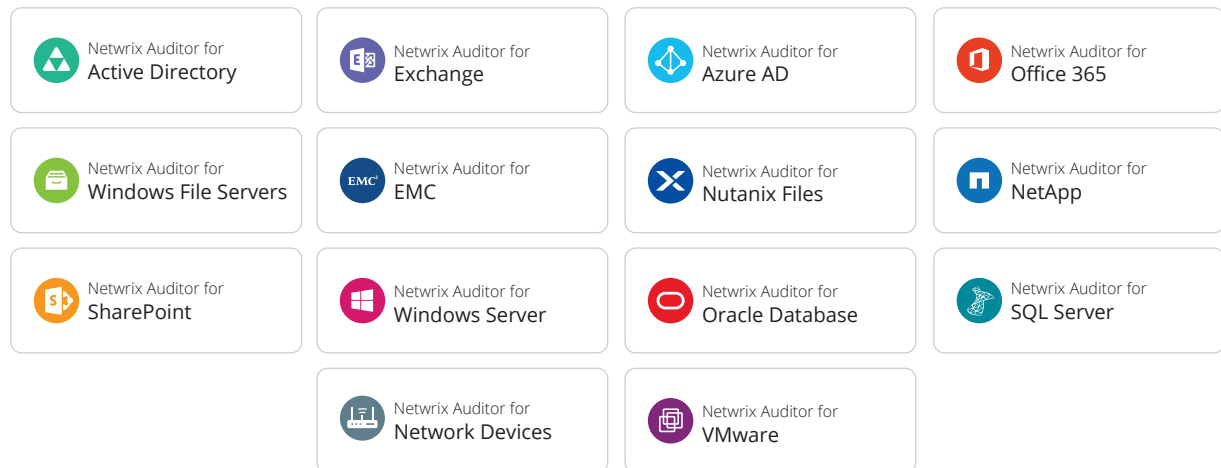 Netwrix Auditor for
Active Directory
Netwrix Auditor for
Exchange
Netwrix Auditor for
Azure AD
Netwrix Auditor for
Office 365
Netwrix Auditor for
Windows File Servers
EMC²
Netwrix Auditor for
EMC
Netwrix Auditor for
Nutanix Files
Netwrix Auditor for
NetApp
S
Netwrix Auditor for
SharePoint
Netwrix Auditor for
Windows Server
Netwrix Auditor for
Oracle Database
Netwrix Auditor for
SQL Server
Netwrix Auditor for
Network Devices
Netwrix Auditor for
VMware